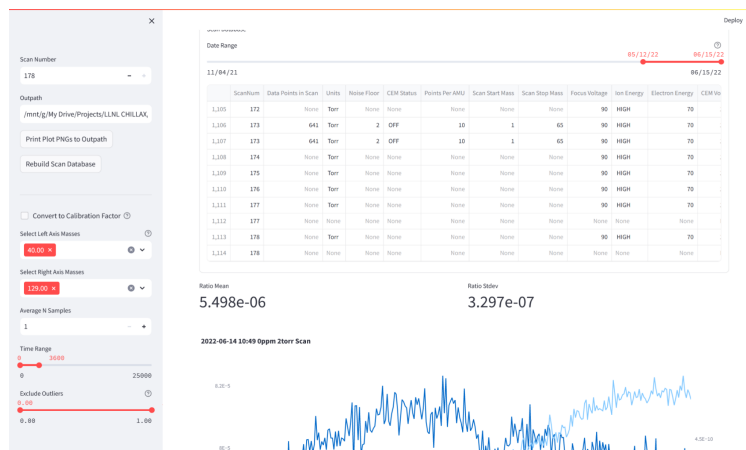 Deploy
Scan Number
178
Outpath
/mnt/g/My Drive/Projects/LLNL CHILLAX,
Print Plot PNGs to Outpath
Rebuild Scan Database
Convert to Calibration Factor
Select Left Axis Masses
40.00 ×
Select Right Axis Masses
129.00 ×
Average N Samples
1
Time Range
0 3600
0 25000
Exclude Outliers
0.00
0.00 1.00
Date Range
05/12/22 06/15/22
11/04/21 06/15/22
ScanNum Data Points in Scan Units Noise Floor CEM Status Points Per AMU Scan Start Mass Scan Stop Mass Focus Voltage Ion Energy Electron Energy CEM Vo
1,105 172 None Torr None None None None None 90 HIGH 70
1,106 173 641 Torr 2 OFF 10 1 65 90 HIGH 70
1,107 173 641 Torr 2 OFF 10 1 65 90 HIGH 70
1,108 174 None Torr None None None None None 90 HIGH 70
1,109 175 None Torr None None None None None 90 HIGH 70
1,110 176 None Torr None None None None None 90 HIGH 70
1,111 177 None Torr None None None None None 90 HIGH 70
1,112 177 None None None None None None None None None None
1,113 178 None Torr None None None None None 90 HIGH 70
1,114 178 None None None None None None None None None None
Ratio Mean
5.498e-06
Ratio Stdev
3.297e-07
2022-06-14 10:49 0ppm 2torr Scan
8.2E-5
8E-5
4.5E-10